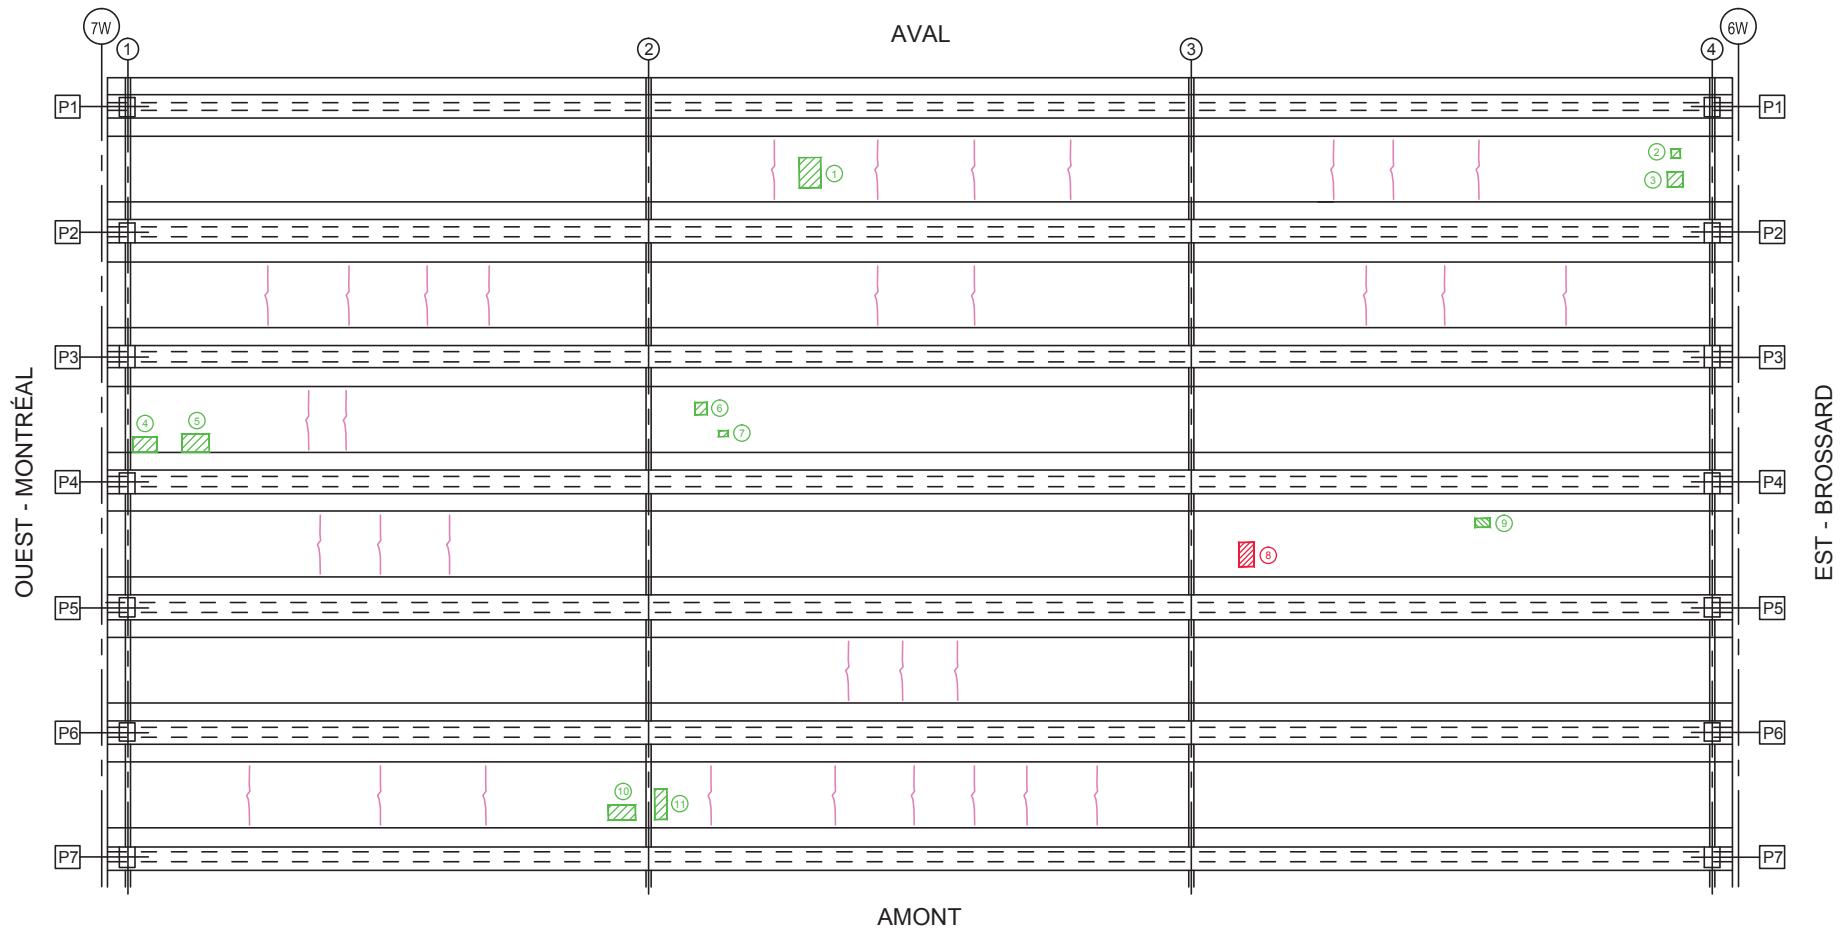 7W
1
2
AVAL
3
4
6W
P1
P1
1
2
3
P2
P2
P3
P3
4
5
6
7
OUEST - MONTRÉAL
EST - BROSSARD
P4
P4
9
8
P5
P5
P6
P6
10
11
P7
P7
AMONT